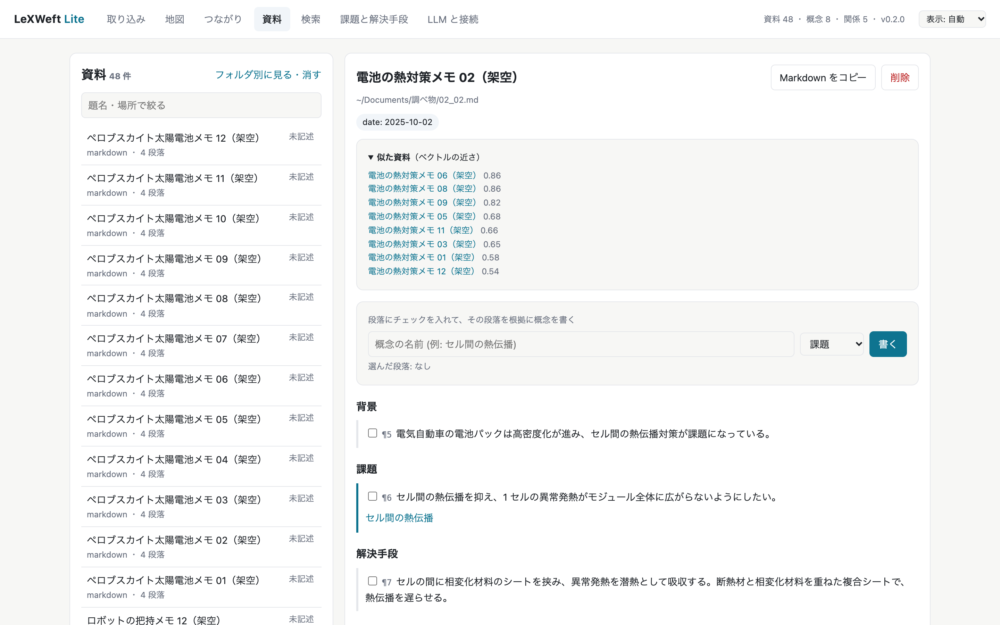 LeXWeft Lite 取り込み 地図 つながり 資料 検索 課題と解決手段 LLM と接続 資料 48 ・ 概念 8 ・ 関係 5 ・ v0.2.0 表示: 自動
資料 48 件 フォルダ別に見る・消す
題名・場所で絞る
ペロブスカイト太陽電池メモ 12（架空） 未記述
markdown ・ 4 段落
ペロブスカイト太陽電池メモ 11（架空） 未記述
markdown ・ 4 段落
ペロブスカイト太陽電池メモ 10（架空） 未記述
markdown ・ 4 段落
ペロブスカイト太陽電池メモ 09（架空） 未記述
markdown ・ 4 段落
ペロブスカイト太陽電池メモ 08（架空） 未記述
markdown ・ 4 段落
ペロブスカイト太陽電池メモ 07（架空） 未記述
markdown ・ 4 段落
ペロブスカイト太陽電池メモ 06（架空） 未記述
markdown ・ 4 段落
ペロブスカイト太陽電池メモ 05（架空） 未記述
markdown ・ 4 段落
ペロブスカイト太陽電池メモ 04（架空） 未記述
markdown ・ 4 段落
ペロブスカイト太陽電池メモ 03（架空） 未記述
markdown ・ 4 段落
ペロブスカイト太陽電池メモ 02（架空） 未記述
markdown ・ 4 段落
ペロブスカイト太陽電池メモ 01（架空） 未記述
markdown ・ 4 段落
ロボットの把持メモ 12（架空） 未記述
電池の熱対策メモ 02（架空） Markdown をコピー 削除
~/Documents/調べ物/02_02.md
date: 2025-10-02
▼ 似た資料（ベクトルの近さ）
電池の熱対策メモ 06（架空） 0.86
電池の熱対策メモ 08（架空） 0.86
電池の熱対策メモ 09（架空） 0.82
電池の熱対策メモ 05（架空） 0.68
電池の熱対策メモ 11（架空） 0.66
電池の熱対策メモ 03（架空） 0.65
電池の熱対策メモ 01（架空） 0.58
電池の熱対策メモ 12（架空） 0.54
段落にチェックを入れて、その段落を根拠に概念を書く
概念の名前 (例: セル間の熱伝播) 課題 書く
選んだ段落: なし
背景
¶5 電気自動車の電池パックは高密度化が進み、セル間の熱伝播対策が課題になっている。
課題
¶6 セル間の熱伝播を抑え、1 セルの異常発熱がモジュール全体に広がらないようにしたい。
セル間の熱伝播
解決手段
¶7 セルの間に相変化材料のシートを挟み、異常発熱を潜熱として吸収する。断熱材と相変化材料を重ねた複合シートで、
熱伝播を遅らせる。